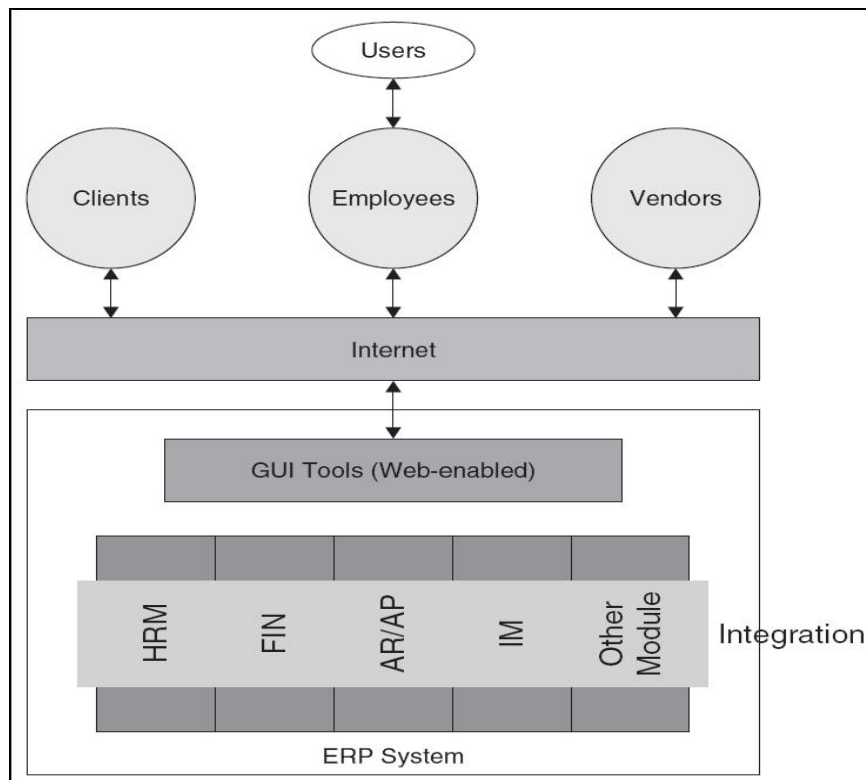 Users
Clients
Employees
Vendors
Internet
GUI Tools (Web-enabled)
HRM
FIN
AR/AP
IM
Other
Module
Integration
ERP System